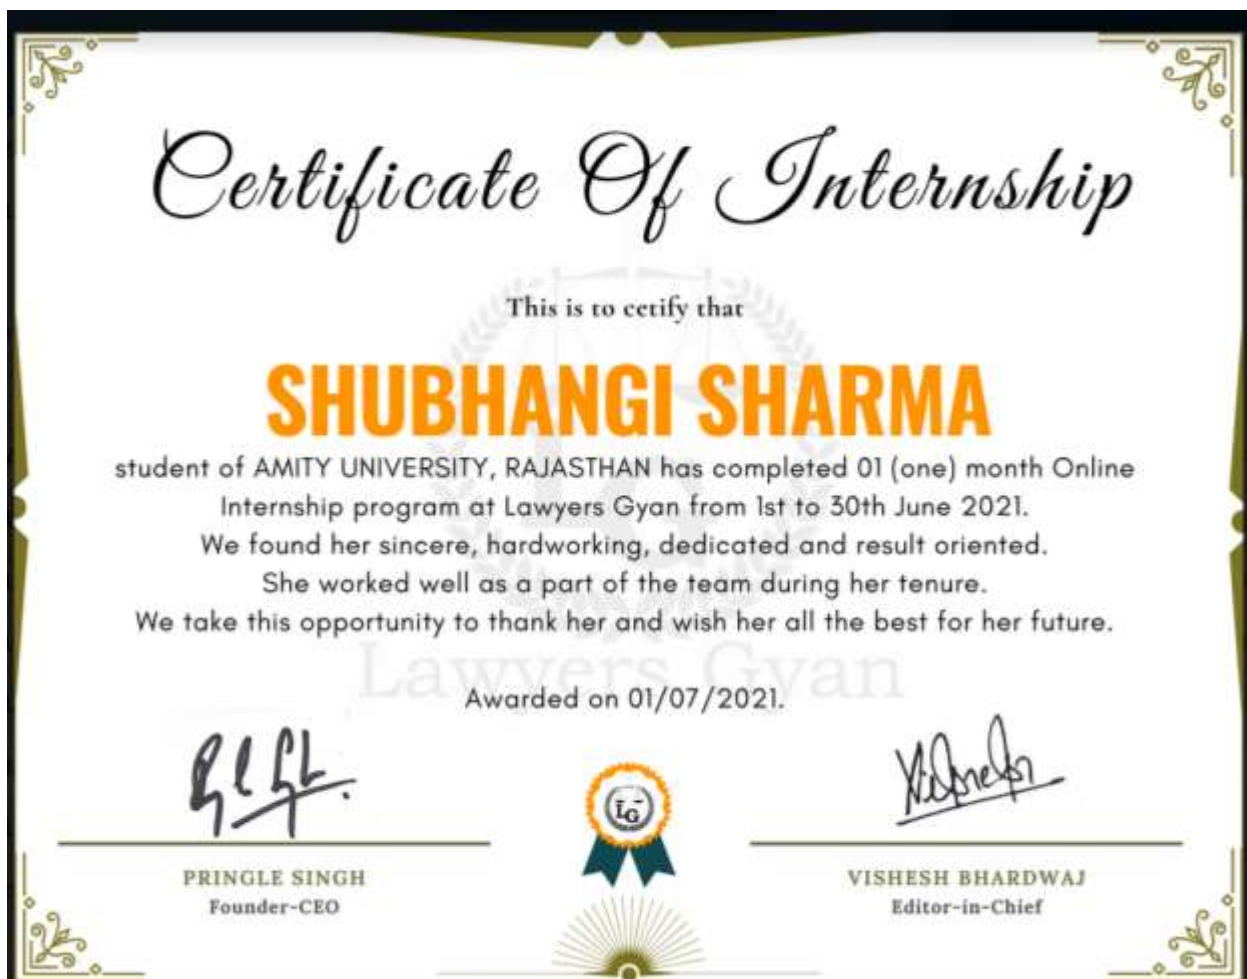 Certificate Of Internship
This is to cetify that
SHUBHANGI SHARMA
student of AMITY UNIVERSITY, RAJASTHAN has completed 01 (one) month Online
Internship program at Lawyers Gyan from 1st to 30th June 2021.
We found her sincere, hardworking, dedicated and result oriented.
She worked well as a part of the team during her tenure.
We take this opportunity to thank her and wish her all the best for her future.
Lawyers Gyan
Awarded on 01/07/2021.
LG
PRINGLE SINGH
Founder-CEO
VISHESH BHARDWAJ
Editor-in-Chief